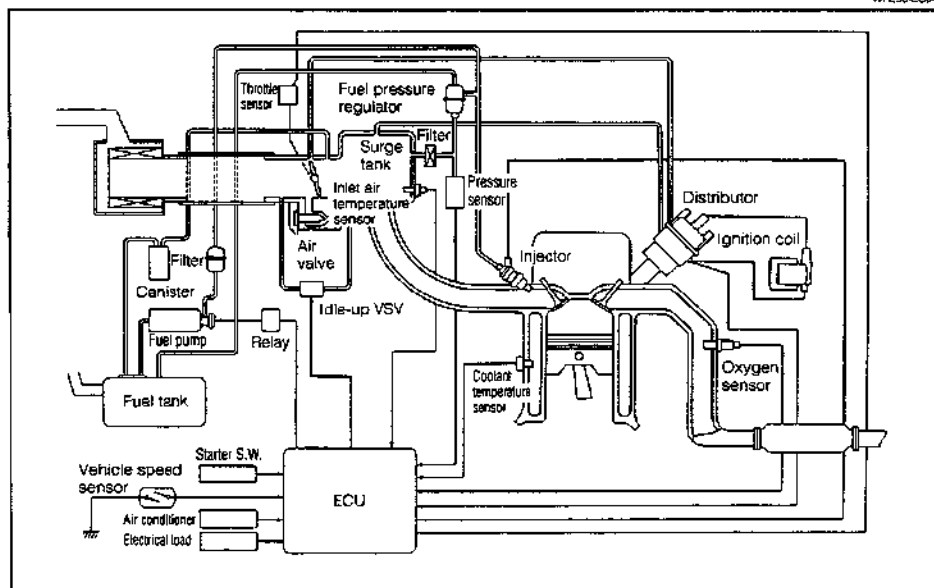 Throttle
sensor
Fuel pressure
regulator
Filter
Surge
tank
Pressure
sensor
Inlet air
temperature
sensor
Distributor
Ignition coil
Air
valve
Injector
Filter
Canister
Idle-up VSV
Fuel pump
Relay
Coolant
temperature
sensor
Oxygen
sensor
Fuel tank
Starter S.W.
Vehicle speed
sensor
ECU
Air conditioner
Electrical load